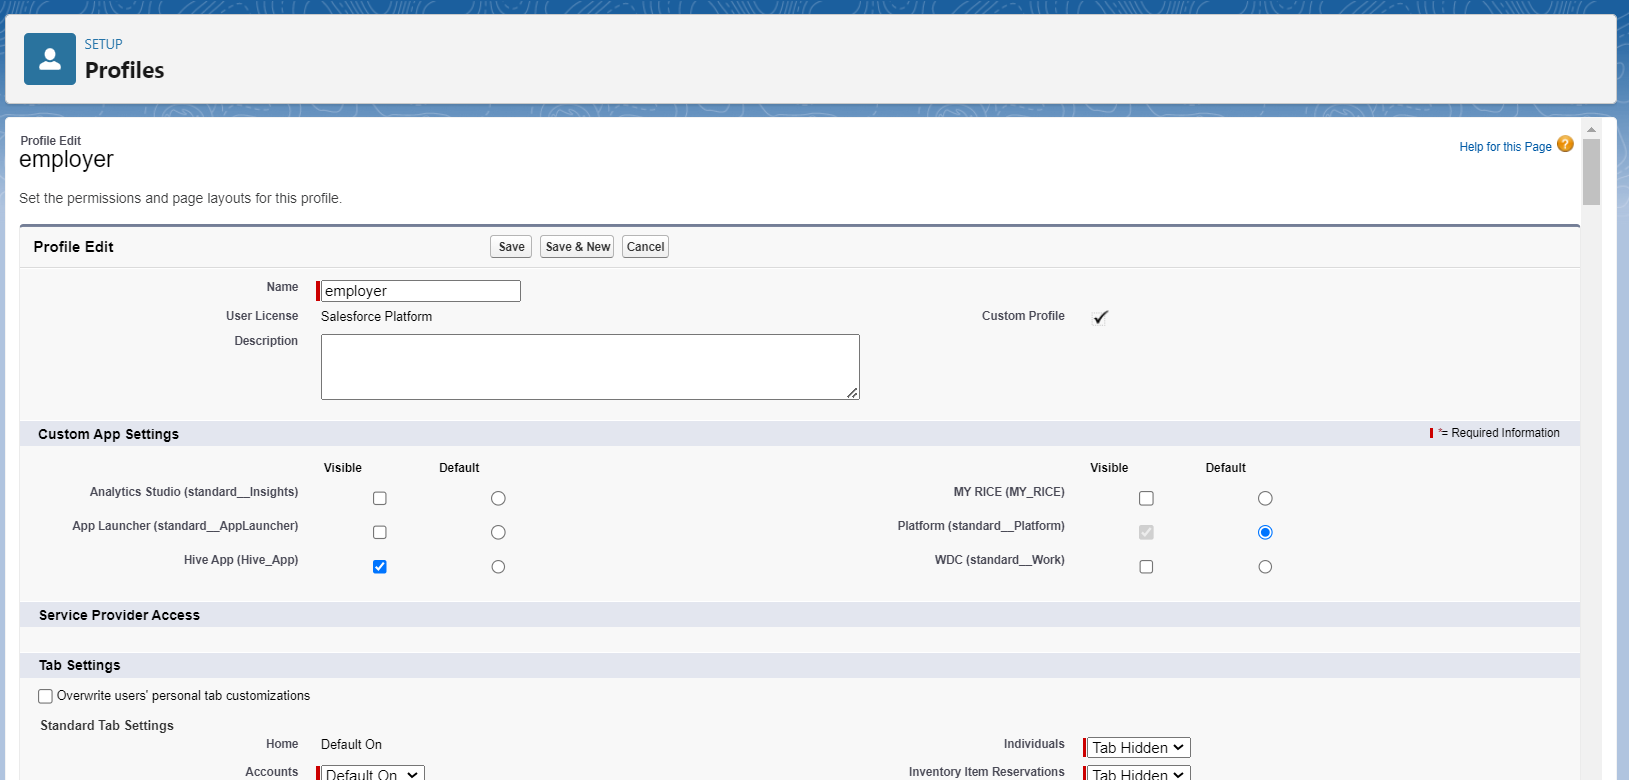 SETUP
Profiles
Profile Edit
employer
Help for this Page ?
Set the permissions and page layouts for this profile.
Profile Edit Save Save & New Cancel
Name employer
User License Salesforce Platform Custom Profile
Description
Custom App Settings *= Required Information
Visible Default Visible Default
Analytics Studio (standard__Insights) MY RICE (MY_RICE)
App Launcher (standard__AppLauncher) Platform (standard__Platform)
Hive App (Hive_App) WDC (standard__Work)
Service Provider Access
Tab Settings
Overwrite users' personal tab customizations
Standard Tab Settings
Home Default On Individuals Tab Hidden
Accounts Default On Inventory Item Reservations Tab Hidden